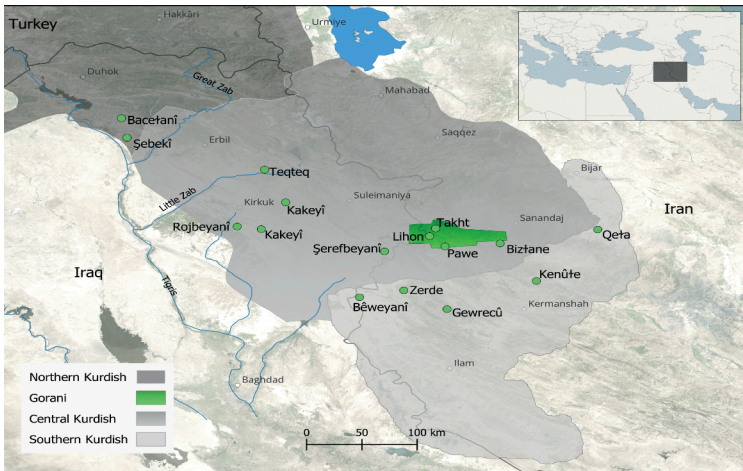 Turkey
Hakkâri
Urmiye
Duhok
Great Zab
Mahabad
Bacełanî
Şebekî
Erbil
Saqqez
Teqteq
Bijar
Little Zab
Kirkuk
Suleimaniya
Kakeyî
Iran
Rojbeyanî
Kakeyî
Takht
Sanandaj
Lihon
Qeła
Şerefbeyanî
Pawe
Bizłane
Iraq
Tigris
Kenûłe
Zerde
Bêweyanî
Kermanshah
Gewrecû
Ilam
Baghdad
Northern Kurdish
Gorani
Central Kurdish
Southern Kurdish
0 50 100 km